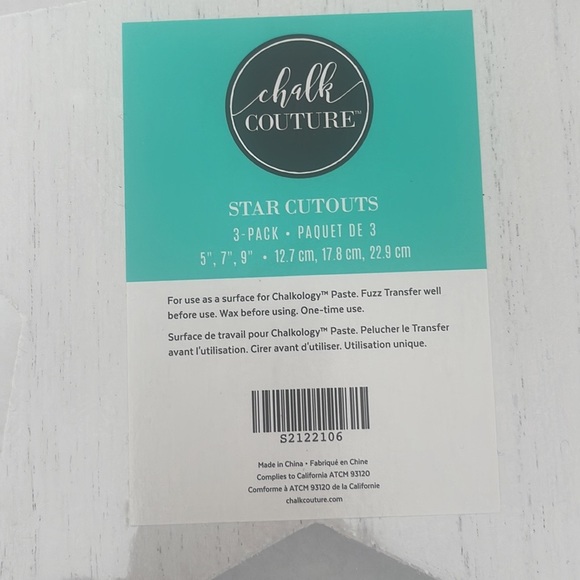 chalk
COUTURE™
STAR CUTOUTS
3-PACK • PAQUET DE 3
5", 7", 9" • 12.7 cm, 17.8 cm, 22.9 cm
For use as a surface for Chalkology™ Paste. Fuzz Transfer well
before use. Wax before using. One-time use.
Surface de travail pour Chalkology™ Paste. Pelucher le Transfer
avant l'utilisation. Cirer avant d'utiliser. Utilisation unique.
S2122106
Made in China • Fabriqué en Chine
Complies to California ATCM 93120
Comforme à ATCM 93120 de la Californie
chalkcouture.com